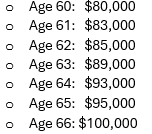 ○ Age 60: $80,000
○ Age 61: $83,000
○ Age 62: $85,000
○ Age 63: $89,000
○ Age 64: $93,000
○ Age 65: $95,000
○ Age 66: $100,000